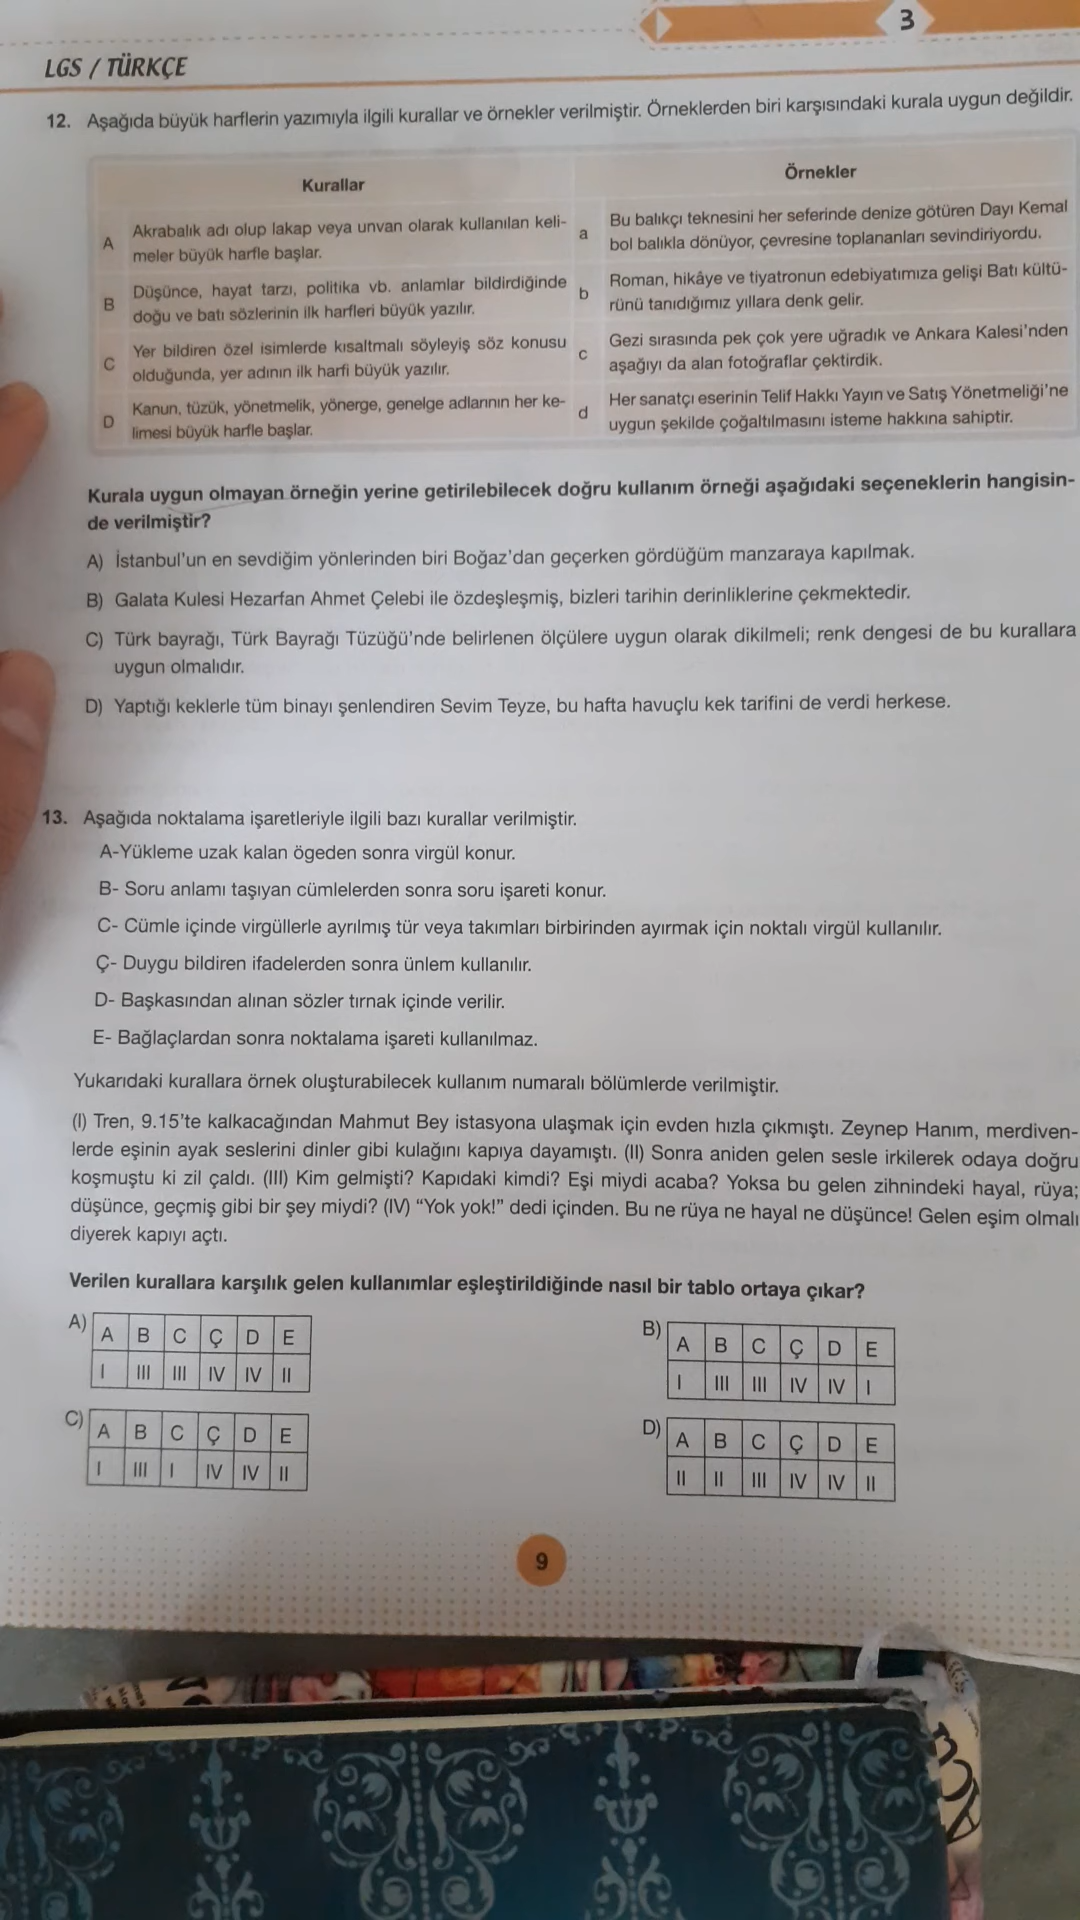 3
LGS / TÜRKÇE
12. Aşağıda büyük harflerin yazımıyla ilgili kurallar ve örnekler verilmiştir. Örneklerden biri karşısındaki kurala uygun değildir.
Kurallar
Örnekler
A
Akrabalık adı olup lakap veya unvan olarak kullanılan keli-
meler büyük harfle başlar.
a
Bu balıkçı teknesini her seferinde denize götüren Dayı Kemal
bol balıkla dönüyor, çevresine toplananları sevindiriyordu.
B
Düşünce, hayat tarzı, politika vb. anlamlar bildirdiğinde
doğu ve batı sözlerinin ilk harfleri büyük yazılır.
b
Roman, hikâye ve tiyatronun edebiyatımıza gelişi Batı kültü-
rünü tanıdığımız yıllara denk gelir.
C
Yer bildiren özel isimlerde kısaltmalı söyleyiş söz konusu
olduğunda, yer adının ilk harfi büyük yazılır.
c
Gezi sırasında pek çok yere uğradık ve Ankara Kalesi'nden
aşağıyı da alan fotoğraflar çektirdik.
D
Kanun, tüzük, yönetmelik, yönerge, genelge adlarının her ke-
limesi büyük harfle başlar.
d
Her sanatçı eserinin Telif Hakkı Yayın ve Satış Yönetmeliği'ne
uygun şekilde çoğaltılmasını isteme hakkına sahiptir.
Kurala uygun olmayan örneğin yerine getirilebilecek doğru kullanım örneği aşağıdaki seçeneklerin hangisin-
de verilmiştir?
A) İstanbul'un en sevdiğim yönlerinden biri Boğaz'dan geçerken gördüğüm manzaraya kapılmak.
B) Galata Kulesi Hezarfan Ahmet Çelebi ile özdeşleşmiş, bizleri tarihin derinliklerine çekmektedir.
C) Türk bayrağı, Türk Bayrağı Tüzüğü'nde belirlenen ölçülere uygun olarak dikilmeli; renk dengesi de bu kurallara
uygun olmalıdır.
D) Yaptığı keklerle tüm binayı şenlendiren Sevim Teyze, bu hafta havuçlu kek tarifini de verdi herkese.
13. Aşağıda noktalama işaretleriyle ilgili bazı kurallar verilmiştir.
A-Yükleme uzak kalan ögeden sonra virgül konur.
B- Soru anlamı taşıyan cümlelerden sonra soru işareti konur.
C- Cümle içinde virgüllerle ayrılmış tür veya takımları birbirinden ayırmak için noktalı virgül kullanılır.
Ç- Duygu bildiren ifadelerden sonra ünlem kullanılır.
D- Başkasından alınan sözler tırnak içinde verilir.
E- Bağlaçlardan sonra noktalama işareti kullanılmaz.
Yukarıdaki kurallara örnek oluşturabilecek kullanım numaralı bölümlerde verilmiştir.
(I) Tren, 9.15'te kalkacağından Mahmut Bey istasyona ulaşmak için evden hızla çıkmıştı. Zeynep Hanım, merdiven-
lerde eşinin ayak seslerini dinler gibi kulağını kapıya dayamıştı. (II) Sonra aniden gelen sesle irkilerek odaya doğru
koşmuştu ki zil çaldı. (III) Kim gelmişti? Kapıdaki kimdi? Eşi miydi acaba? Yoksa bu gelen zihnindeki hayal, rüya;
düşünce, geçmiş gibi bir şey miydi? (IV) “Yok yok!” dedi içinden. Bu ne rüya ne hayal ne düşünce! Gelen eşim olmalı
diyerek kapıyı açtı.
Verilen kurallara karşılık gelen kullanımlar eşleştirildiğinde nasıl bir tablo ortaya çıkar?
A)
A B C Ç D E
I III III IV IV II
B)
A B C Ç D E
I III III IV IV I
C)
A B C Ç D E
I III I IV IV II
D)
A B C Ç D E
II II III IV IV II
9